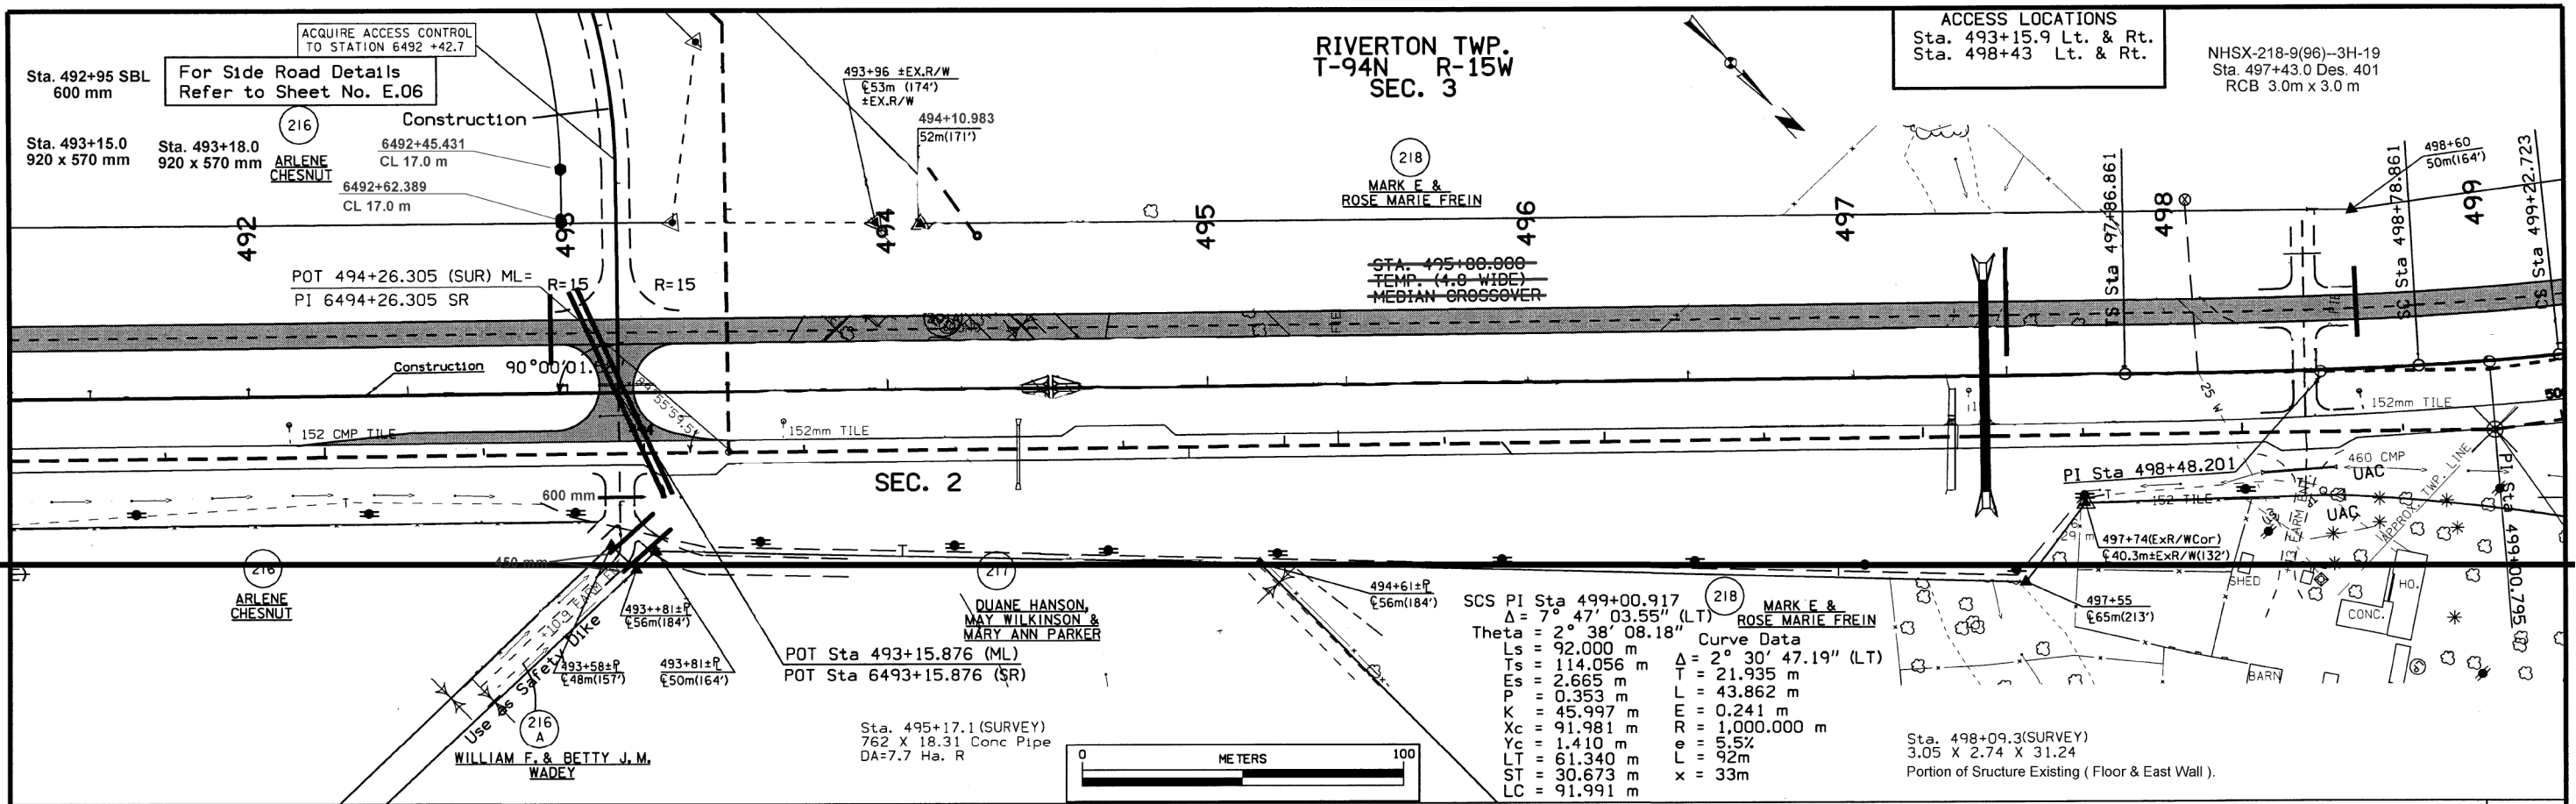 ACQUIRE ACCESS CONTROL
TO STATION 6492 +42.7
Sta. 492+95 SBL
600 mm
For Side Road Details
Refer to Sheet No. E.06
216
Construction
Sta. 493+15.0
920 x 570 mm
Sta. 493+18.0
920 x 570 mm
ARLENE
CHESNUT
6492+45.431
CL 17.0 m
6492+62.389
CL 17.0 m
493+96 ±EX.R/W
℄53m (174')
±EX.R/W
494+10.983
52m(171')
RIVERTON TWP.
T-94N R-15W
SEC. 3
218
MARK E &
ROSE MARIE FREIN
ACCESS LOCATIONS
Sta. 493+15.9 Lt. & Rt.
Sta. 498+43 Lt. & Rt.
NHSX-218-9(96)--3H-19
Sta. 497+43.0 Des. 401
RCB 3.0m x 3.0 m
498+60
50m(164')
492
493
494
495
496
497
498
499
TS Sta 497+86.861
SC Sta 498+78.861
CS Sta 499+22.723
POT 494+26.305 (SUR) ML=
PI 6494+26.305 SR
R=15
R=15
STA. 495+80.000
TEMP. (4.8 WIDE)
MEDIAN CROSSOVER
Construction
90°00'01.
152 CMP TILE
152mm TILE
25 W
152mm TILE
50
SEC. 2
600 mm
T
T
T
PI Sta 498+48.201
460 CMP
UAC
152 TILE
UAC
APPROX. TWP. LINE
PI Sta 499+00.795
450 mm
216
ARLENE
CHESNUT
217
DUANE HANSON,
MAY WILKINSON &
MARY ANN PARKER
494+61±℄
℄56m(184')
497+74(ExR/WCor)
℄40.3m±ExR/W(132')
29 m
SHED
HO.
CONC.
BARN
497+55
℄65m(213')
493++81±℄
℄56m(184')
493+58±℄
℄48m(157')
493+81±℄
℄50m(164')
Use as Safety Dike
216
A
WILLIAM F. & BETTY J. M.
WADEY
POT Sta 493+15.876 (ML)
POT Sta 6493+15.876 (SR)
Sta. 495+17.1(SURVEY)
762 X 18.31 Conc Pipe
DA=7.7 Ha. R
0 METERS 100
SCS PI Sta 499+00.917
Δ = 7° 47' 03.55" (LT)
Theta = 2° 38' 08.18"
Ls = 92.000 m
Ts = 114.056 m
Es = 2.665 m
P = 0.353 m
K = 45.997 m
Xc = 91.981 m
Yc = 1.410 m
LT = 61.340 m
ST = 30.673 m
LC = 91.991 m
218
MARK E &
ROSE MARIE FREIN
Curve Data
Δ = 2° 30' 47.19" (LT)
T = 21.935 m
L = 43.862 m
E = 0.241 m
R = 1,000.000 m
e = 5.5%
L = 92m
x = 33m
Sta. 498+09.3(SURVEY)
3.05 X 2.74 X 31.24
Portion of Sructure Existing ( Floor & East Wall ).